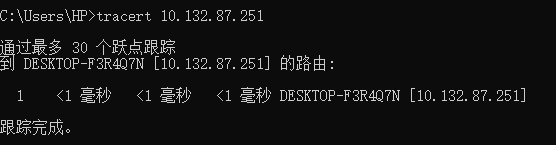 C:\Users\HP>tracert 10.132.87.251
通过最多 30 个跃点跟踪
到 DESKTOP-F3R4Q7N [10.132.87.251] 的路由:
1 <1 毫秒 <1 毫秒 <1 毫秒 DESKTOP-F3R4Q7N [10.132.87.251]
跟踪完成。